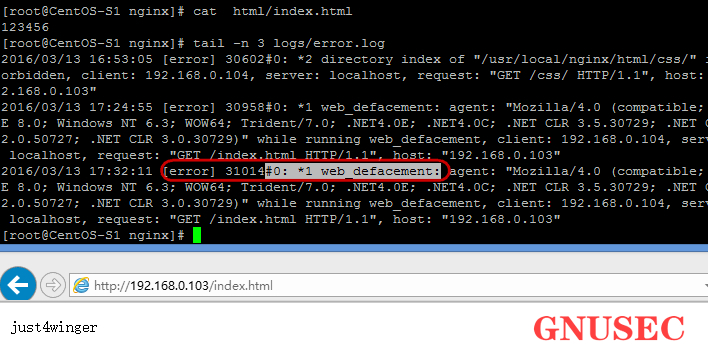 [root@CentOS-S1 nginx]# cat  html/index.html
123456
[root@CentOS-S1 nginx]# tail -n 3 logs/error.log
2016/03/13 16:53:05 [error] 30602#0: *2 directory index of "/usr/local/nginx/html/css/" i
orbidden, client: 192.168.0.104, server: localhost, request: "GET /css/ HTTP/1.1", host:
2.168.0.103"
2016/03/13 17:24:55 [error] 30958#0: *1 web_defacement: agent: "Mozilla/4.0 (compatible;
E 8.0; Windows NT 6.3; WOW64; Trident/7.0; .NET4.0E; .NET4.0C; .NET CLR 3.5.30729; .NET C
2.0.50727; .NET CLR 3.0.30729)" while running web_defacement, client: 192.168.0.104, ser
 localhost, request: "GET /index.html HTTP/1.1", host: "192.168.0.103"
2016/03/13 17:32:11 [error] 31014#0: *1 web_defacement: agent: "Mozilla/4.0 (compatible;
E 8.0; Windows NT 6.3; WOW64; Trident/7.0; .NET4.0E; .NET4.0C; .NET CLR 3.5.30729; .NET C
2.0.50727; .NET CLR 3.0.30729)" while running web_defacement, client: 192.168.0.104, ser
 localhost, request: "GET /index.html HTTP/1.1", host: "192.168.0.103"
[root@CentOS-S1 nginx]#
http://192.168.0.103/index.html
just4winger
GNUSEC